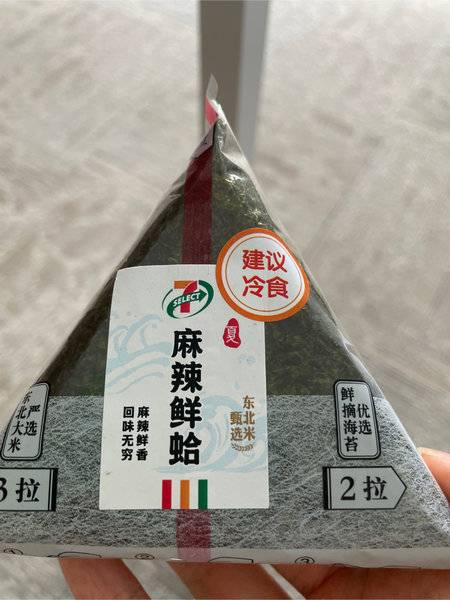 建议
冷食
7
SELECT
夏
麻辣鲜蛤
麻辣鲜香
回味无穷
东北米
甄选
严选
东北大米
优选
鲜摘海苔
3 拉
2 拉